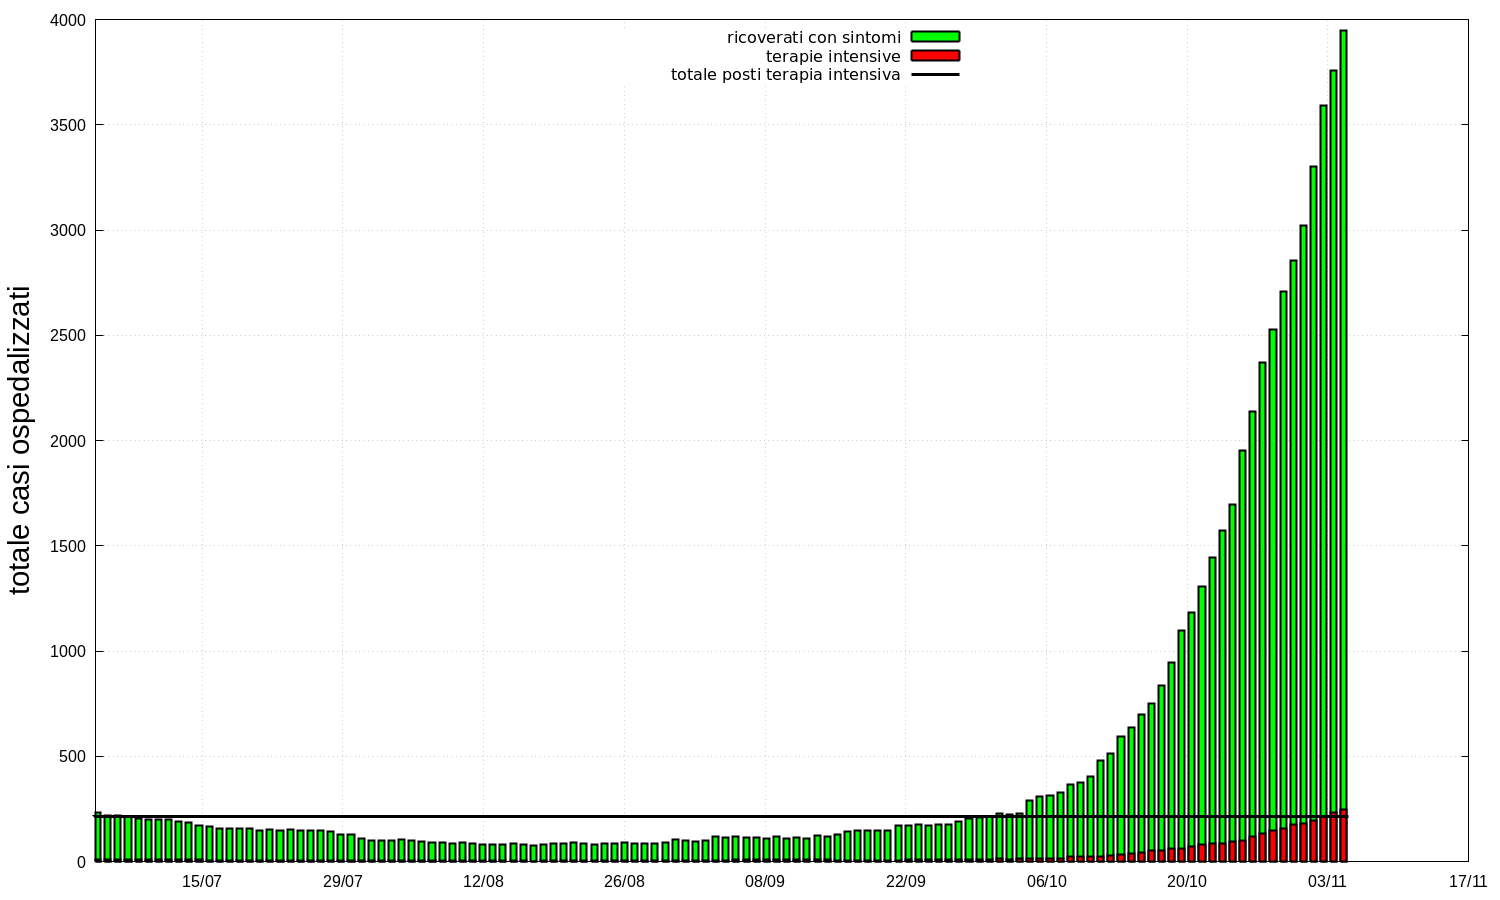 4000
3500
3000
2500
2000
1500
1000
500
0
totale casi ospedalizzati
ricoverati con sintomi
terapie intensive
totale posti terapia intensiva
15/07 29/07 12/08 26/08 08/09 22/09 06/10 20/10 03/11 17/11